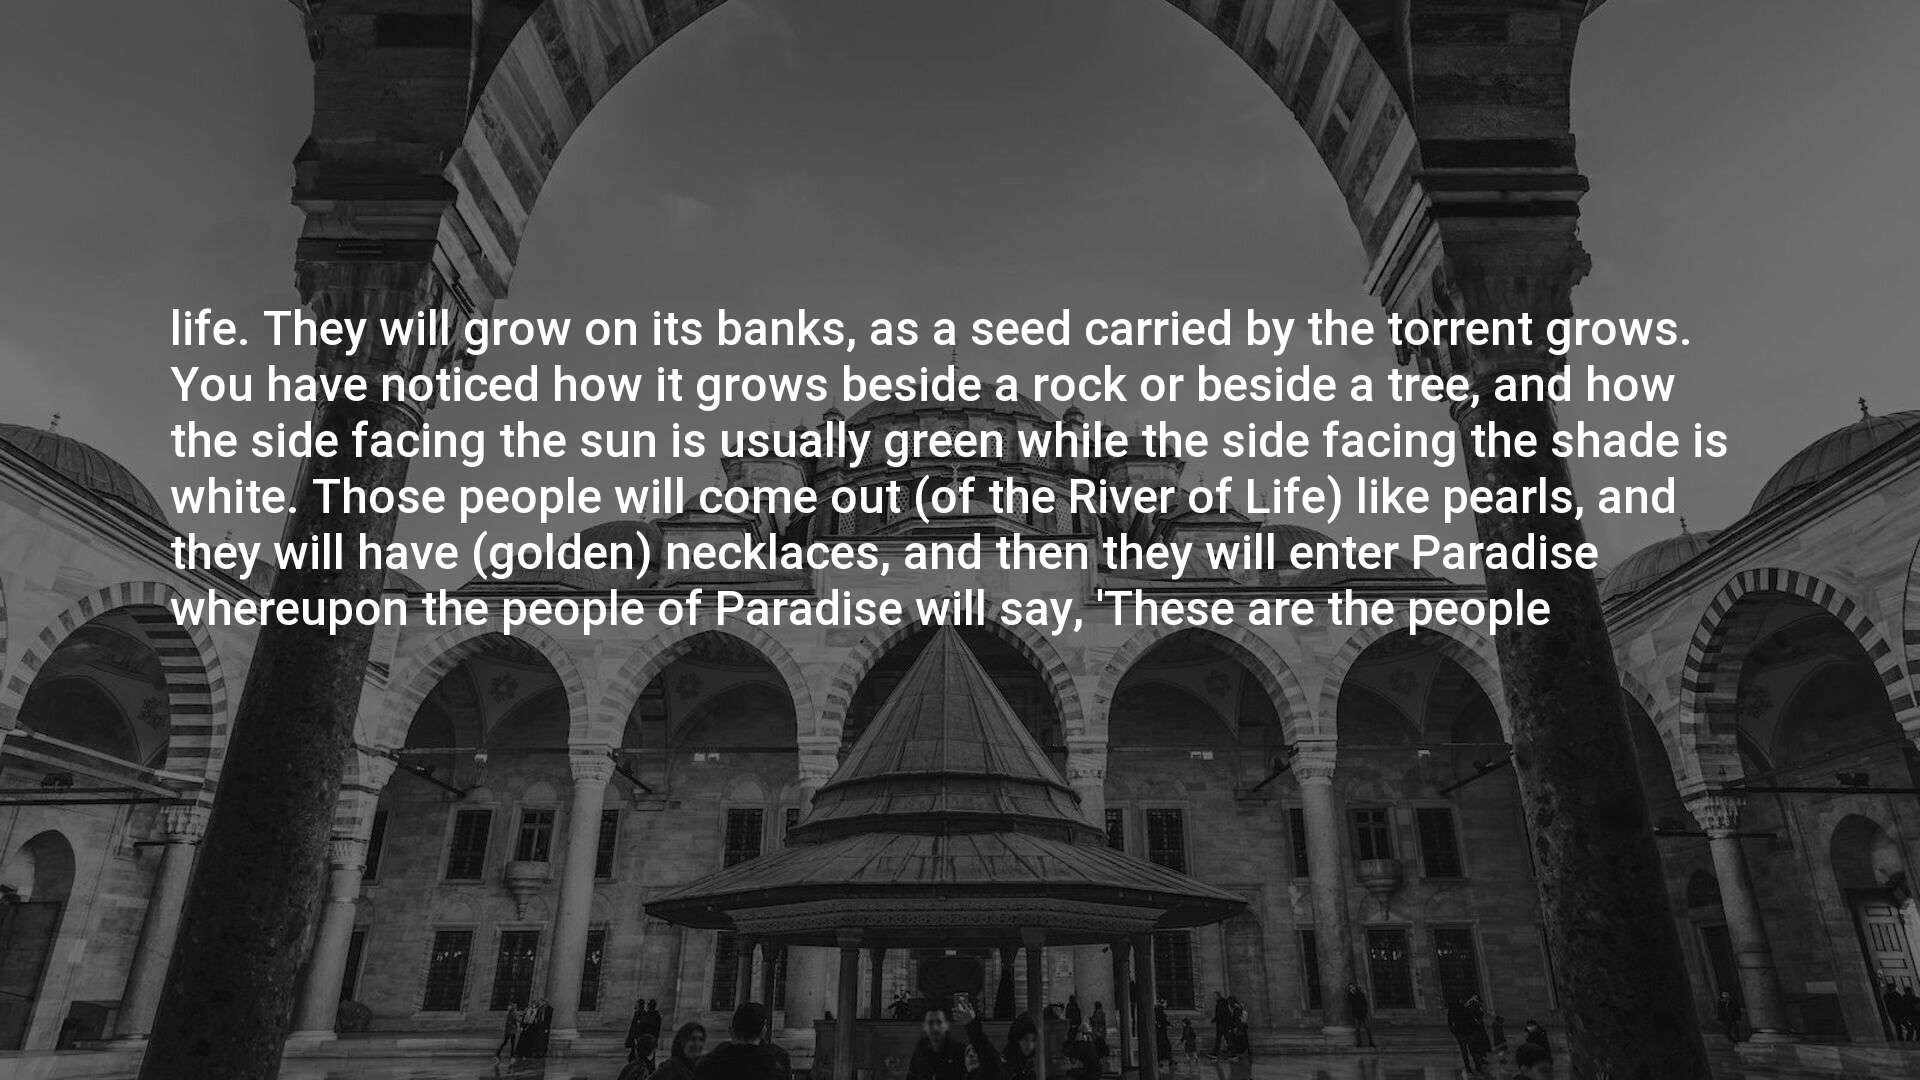 life. They will grow on its banks, as a seed carried by the torrent grows.
You have noticed how it grows beside a rock or beside a tree, and how
the side facing the sun is usually green while the side facing the shade is
white. Those people will come out (of the River of Life) like pearls, and
they will have (golden) necklaces, and then they will enter Paradise
whereupon the people of Paradise will say, 'These are the people